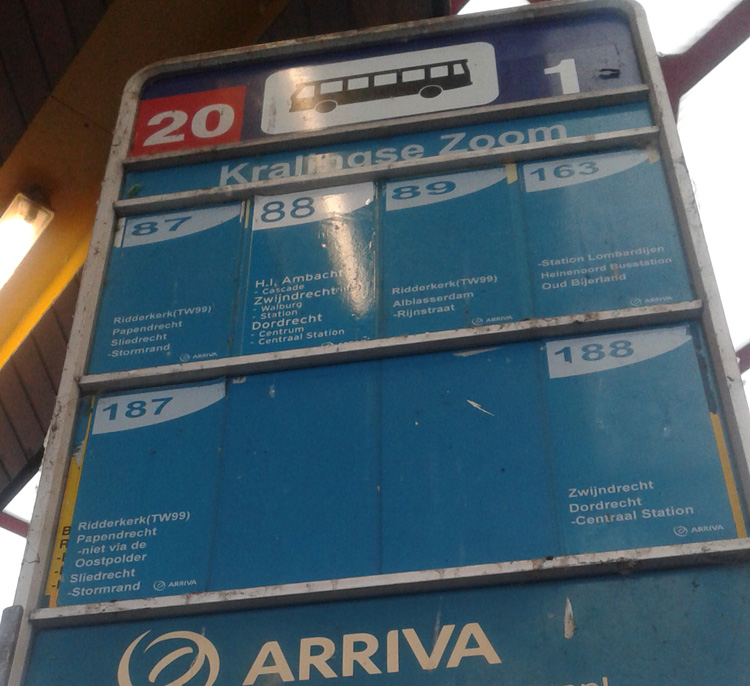 20
1
Kralingse Zoom
87
Ridderkerk(TW99)
Papendrecht
Sliedrecht
-Stormrand
ARRIVA
88
H.I. Ambacht
- Cascade
Zwijndrecht
- Walburg
- Station
Dordrecht
- Centrum
- Centraal Station
89
Ridderkerk(TW99)
Alblasserdam
-Rijnstraat
ARRIVA
163
-Station Lombardijen
Heinenoord Busstation
Oud Bijerland
ARRIVA
187
Ridderkerk(TW99)
Papendrecht
-niet via de
Oostpolder
Sliedrecht
-Stormrand
ARRIVA
188
Zwijndrecht
Dordrecht
-Centraal Station
ARRIVA
ARRIVA